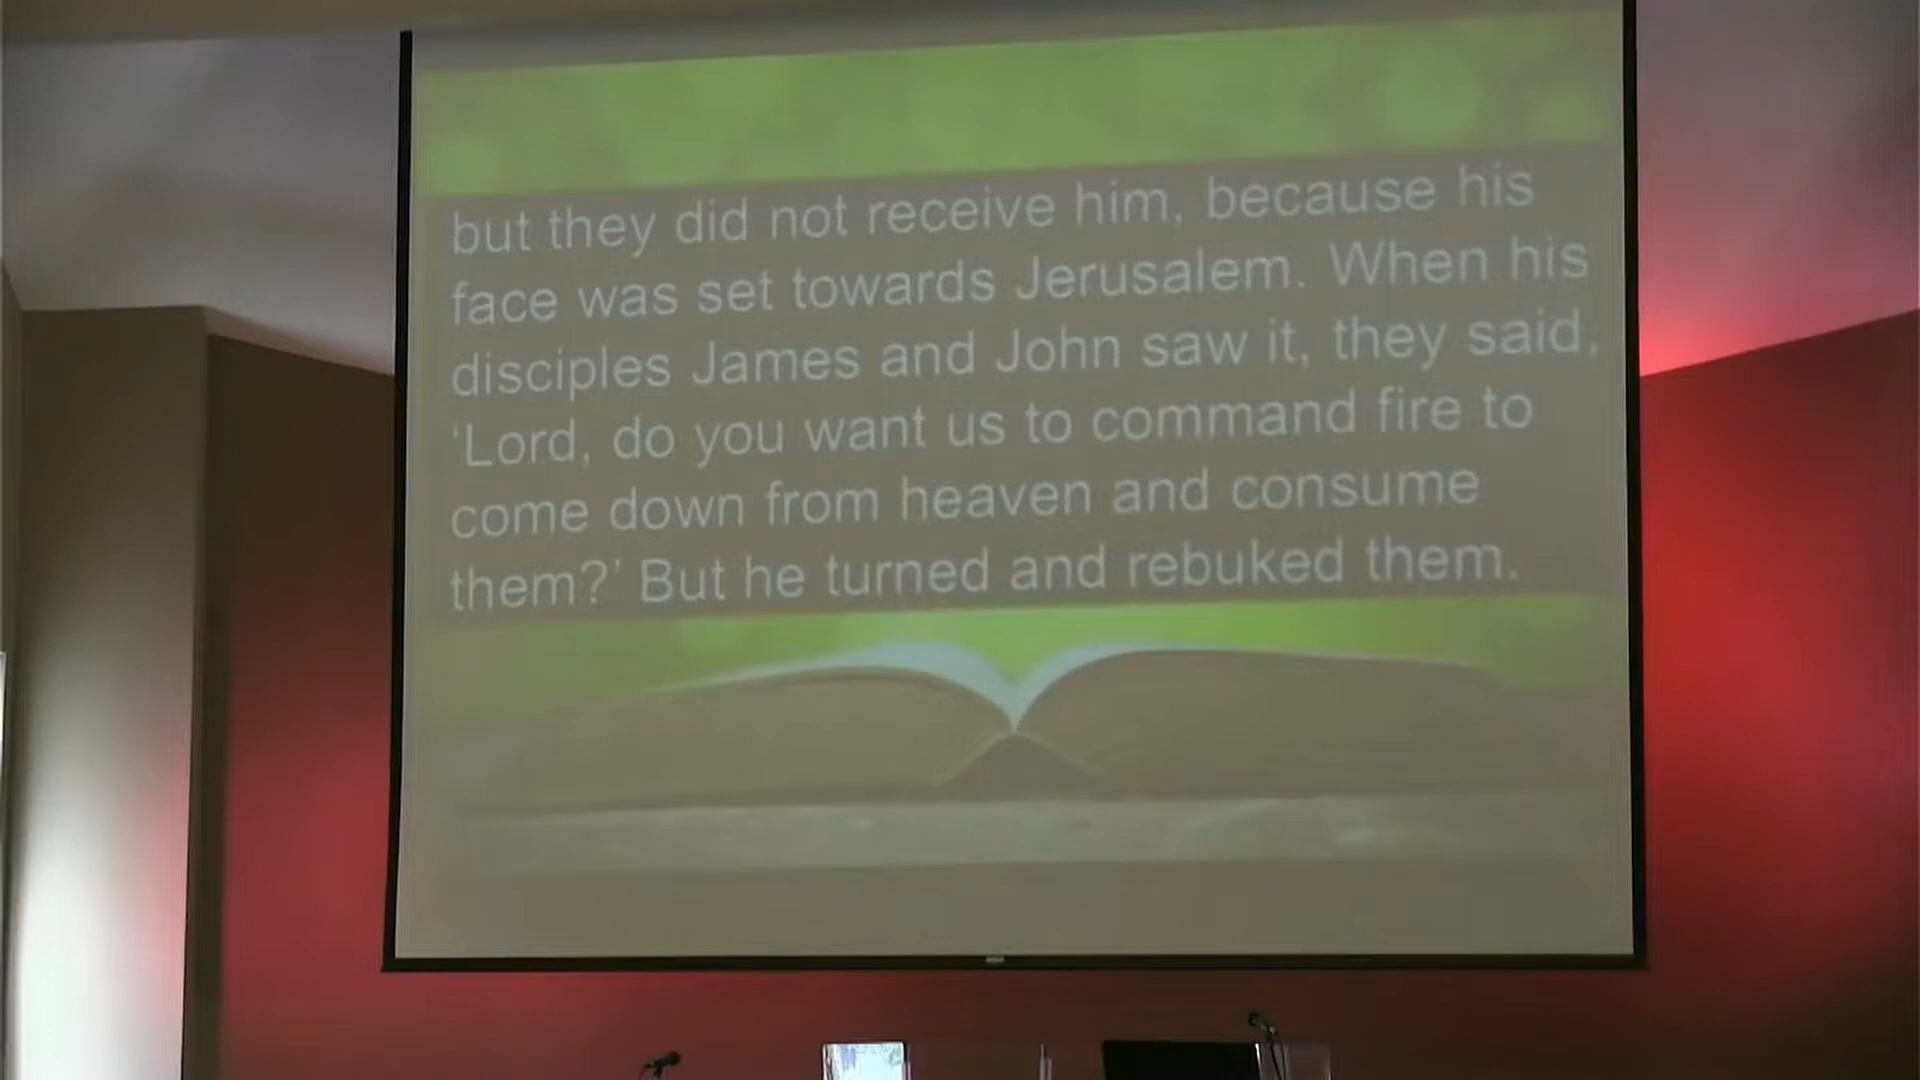 but they did not receive him, because his
face was set towards Jerusalem. When his
disciples James and John saw it, they said,
‘Lord, do you want us to command fire to
come down from heaven and consume
them?’ But he turned and rebuked them.